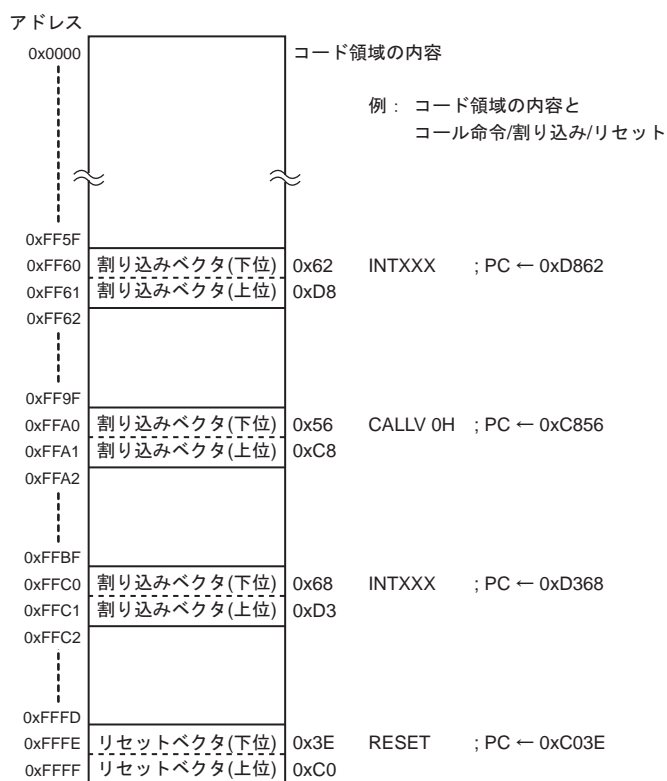 アドレス
0x0000 コード領域の内容
例： コード領域の内容と
コール命令/割り込み/リセット
0xFF5F
0xFF60 割り込みベクタ(下位) 0x62 INTXXX ; PC ← 0xD862
0xFF61 割り込みベクタ(上位) 0xD8
0xFF62
0xFF9F
0xFFA0 割り込みベクタ(下位) 0x56 CALLV 0H ; PC ← 0xC856
0xFFA1 割り込みベクタ(上位) 0xC8
0xFFA2
0xFFBF
0xFFC0 割り込みベクタ(下位) 0x68 INTXXX ; PC ← 0xD368
0xFFC1 割り込みベクタ(上位) 0xD3
0xFFC2
0xFFFD
0xFFFE リセットベクタ(下位) 0x3E RESET ; PC ← 0xC03E
0xFFFF リセットベクタ(上位) 0xC0